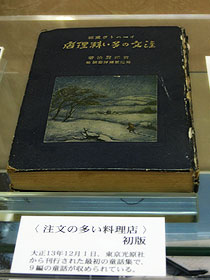 店理料い多の文注
〈 注文の多い料理店 〉
初版
大正13年12月1日、東京光原社
から刊行された最初の童話集で、
9編の童話が収められている。